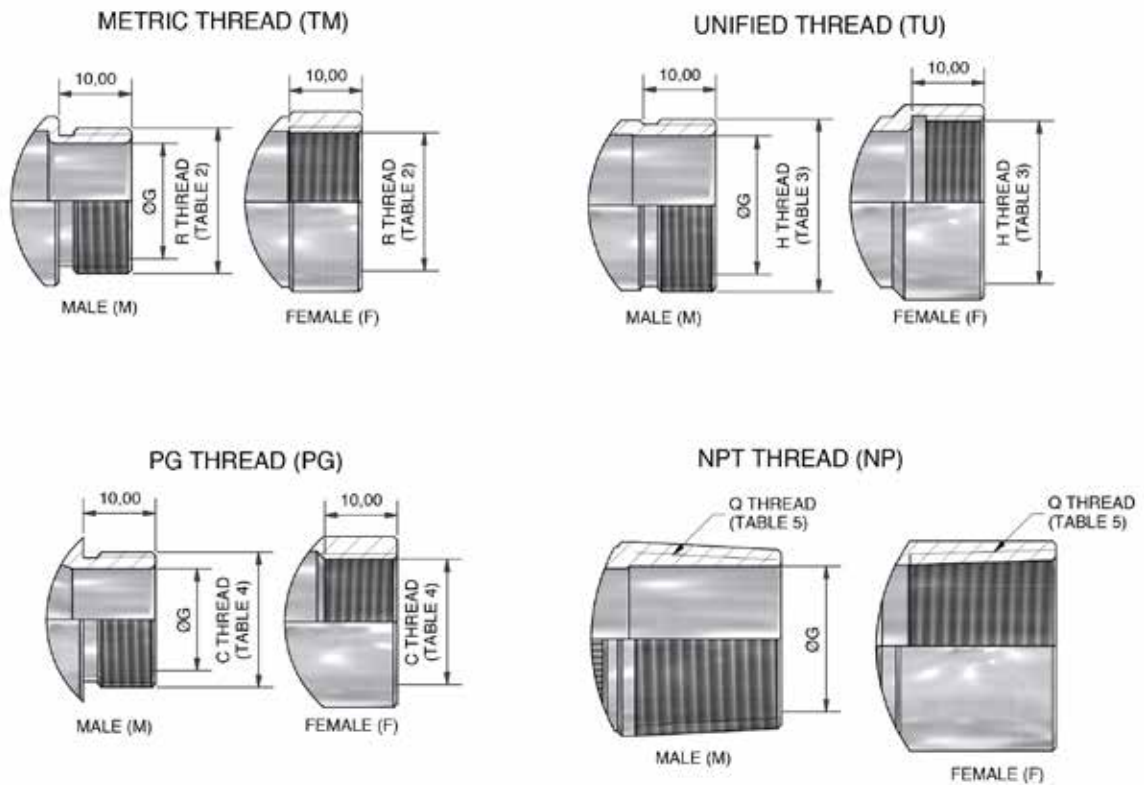 METRIC THREAD (TM)
10,00
ØG
R THREAD
(TABLE 2)
MALE (M)
10,00
R THREAD
(TABLE 2)
FEMALE (F)
UNIFIED THREAD (TU)
10,00
ØG
H THREAD
(TABLE 3)
MALE (M)
10,00
H THREAD
(TABLE 3)
FEMALE (F)
PG THREAD (PG)
10,00
ØG
C THREAD
(TABLE 4)
MALE (M)
10,00
C THREAD
(TABLE 4)
FEMALE (F)
NPT THREAD (NP)
Q THREAD
(TABLE 5)
ØG
MALE (M)
Q THREAD
(TABLE 5)
FEMALE (F)